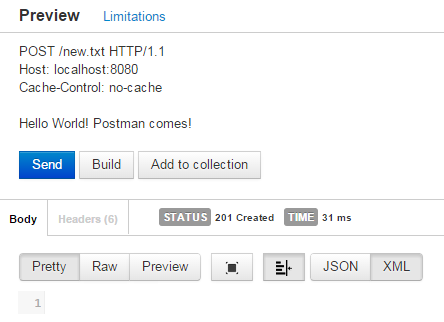 Preview Limitations
POST /new.txt HTTP/1.1
Host: localhost:8080
Cache-Control: no-cache
Hello World! Postman comes!
Send Build Add to collection
Body Headers (6) STATUS 201 Created TIME 31 ms
Pretty Raw Preview JSON XML
1